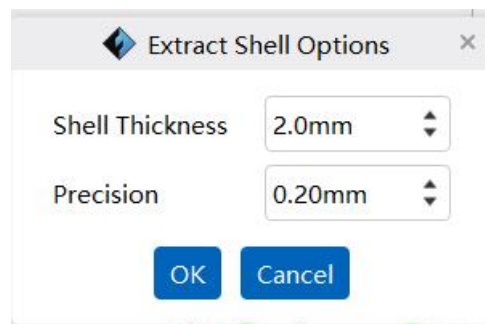 Extract Shell Options
Shell Thickness 2.0mm
Precision 0.20mm
OK Cancel